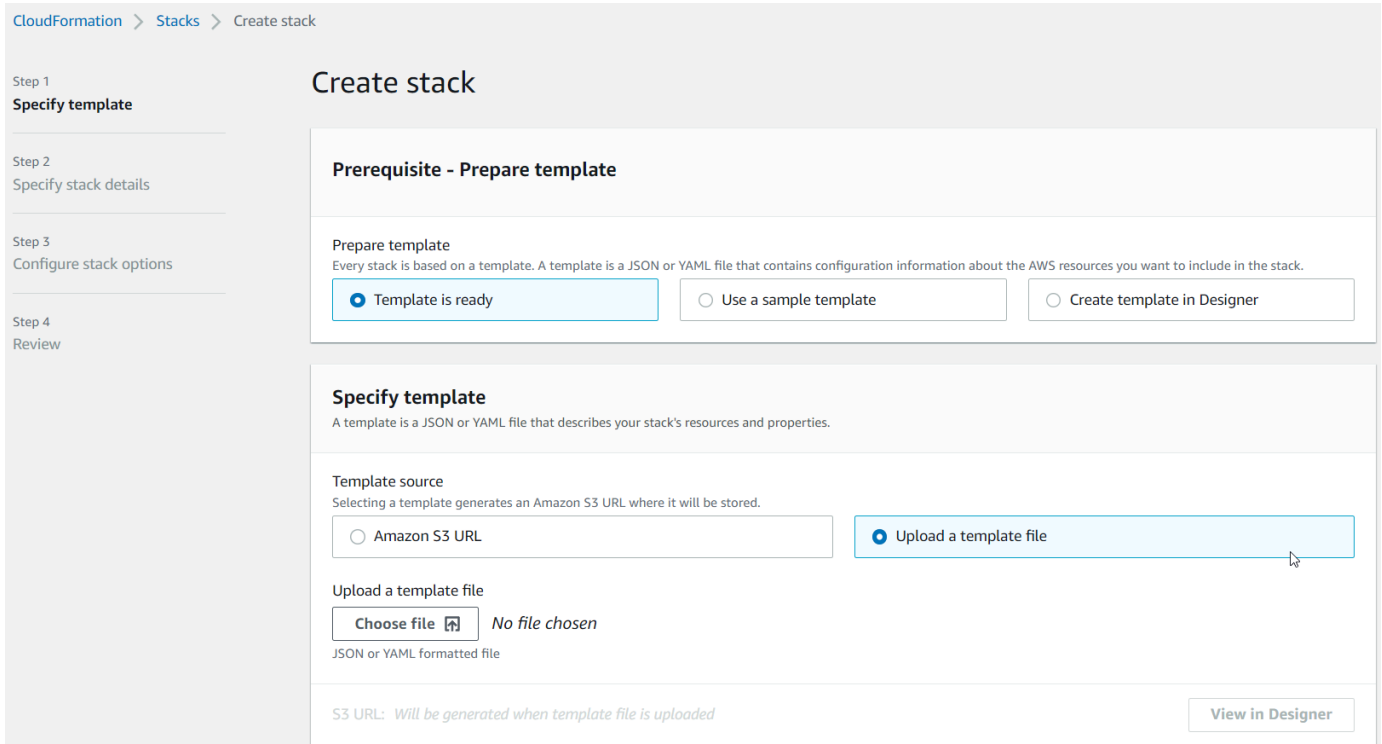 CloudFormation > Stacks > Create stack
Step 1
Specify template
Step 2
Specify stack details
Step 3
Configure stack options
Step 4
Review
Create stack
Prerequisite - Prepare template
Prepare template
Every stack is based on a template. A template is a JSON or YAML file that contains configuration information about the AWS resources you want to include in the stack.
Template is ready
Use a sample template
Create template in Designer
Specify template
A template is a JSON or YAML file that describes your stack's resources and properties.
Template source
Selecting a template generates an Amazon S3 URL where it will be stored.
Amazon S3 URL
Upload a template file
Upload a template file
Choose file No file chosen
JSON or YAML formatted file
S3 URL: Will be generated when template file is uploaded
View in Designer